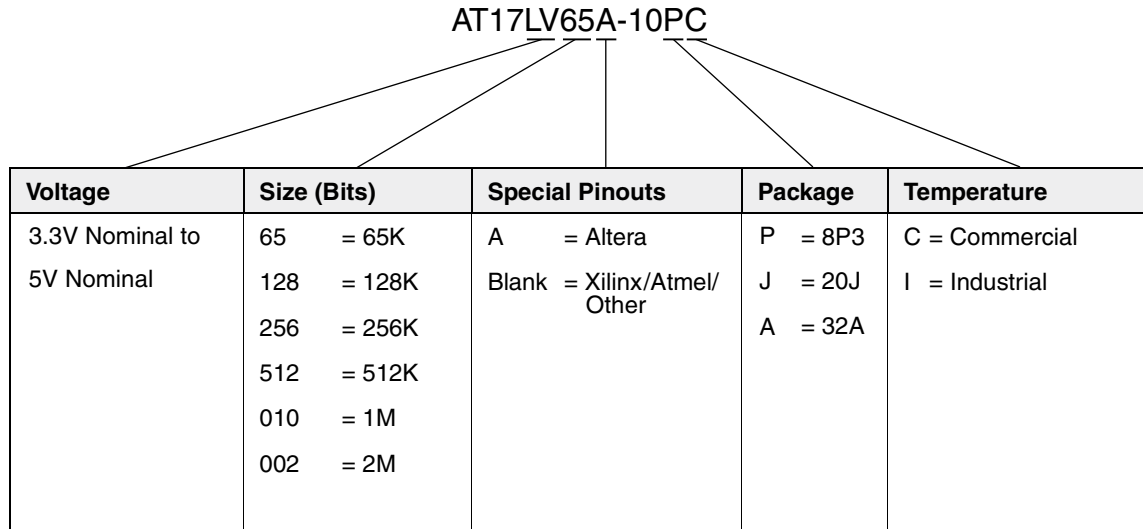 AT17LV65A-10PC
Voltage Size (Bits) Special Pinouts Package Temperature
3.3V Nominal to 65 = 65K A = Altera P = 8P3 C = Commercial
5V Nominal 128 = 128K Blank = Xilinx/Atmel/ J = 20J I = Industrial
Other
256 = 256K A = 32A
512 = 512K
010 = 1M
002 = 2M